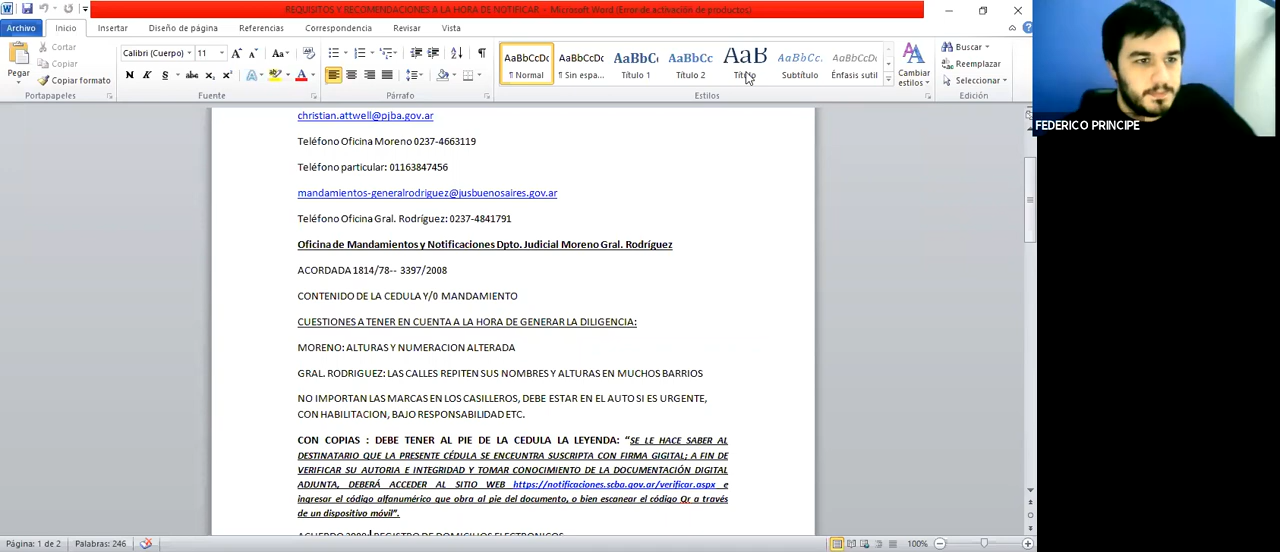 REQUISITOS Y RECOMENDACIONES A LA HORA DE NOTIFICAR - Microsoft Word (Error de activación de productos)
Archivo Inicio Insertar Diseño de página Referencias Correspondencia Revisar Vista
Pegar
Cortar
Copiar
Copiar formato
Portapapeles
Calibri (Cuerpo) 11
Fuente
Párrafo
AaBbCcDc ¶ Normal
AaBbCcDc ¶ Sin espa...
AaBbC Título 1
AaBbCc Título 2
AaB Título
AaBbCc. Subtítulo
AaBbCcDc Énfasis sutil
Cambiar estilos
Estilos
Buscar
Reemplazar
Seleccionar
Edición
FEDERICO PRINCIPE
christian.attwell@pjba.gov.ar
Teléfono Oficina Moreno 0237-4663119
Teléfono particular: 01163847456
mandamientos-generalrodriguez@jusbuenosaires.gov.ar
Teléfono Oficina Gral. Rodríguez: 0237-4841791
Oficina de Mandamientos y Notificaciones Dpto. Judicial Moreno Gral. Rodríguez
ACORDADA 1814/78-- 3397/2008
CONTENIDO DE LA CEDULA Y/0 MANDAMIENTO
CUESTIONES A TENER EN CUENTA A LA HORA DE GENERAR LA DILIGENCIA:
MORENO: ALTURAS Y NUMERACION ALTERADA
GRAL. RODRIGUEZ: LAS CALLES REPITEN SUS NOMBRES Y ALTURAS EN MUCHOS BARRIOS
NO IMPORTAN LAS MARCAS EN LOS CASILLEROS, DEBE ESTAR EN EL AUTO SI ES URGENTE,
CON HABILITACION, BAJO RESPONSABILIDAD ETC.
CON COPIAS : DEBE TENER AL PIE DE LA CEDULA LA LEYENDA: “SE LE HACE SABER AL
DESTINATARIO QUE LA PRESENTE CÉDULA SE ENCEUNTRA SUSCRIPTA CON FIRMA GIGITAL; A FIN DE
VERIFICAR SU AUTORIA E INTEGRIDAD Y TOMAR CONOCIMIENTO DE LA DOCUMENTACIÓN DIGITAL
ADJUNTA, DEBERÁ ACCEDER AL SITIO WEB https://notificaciones.scba.gov.ar/verificar.aspx e
ingresar el código alfanumérico que obra al pie del documento, o bien escanear el código Qr a través
de un dispositivo móvil”.
REGISTRO DE DOMICILIOS ELECTRONICOS
Página: 1 de 2 Palabras: 246 100%